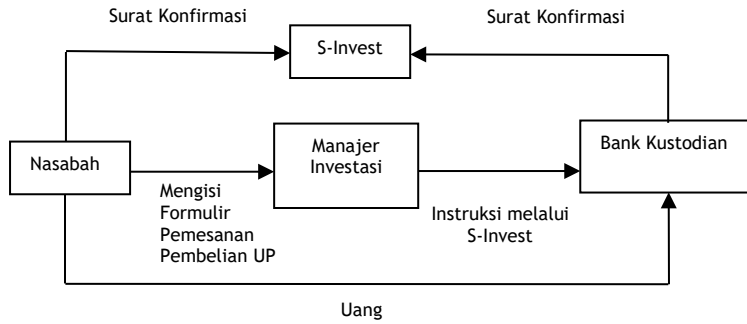 Surat Konfirmasi
Surat Konfirmasi
S-Invest
Nasabah
Manajer
Investasi
Bank Kustodian
Mengisi
Formulir
Pemesanan
Pembelian UP
Instruksi melalui
S-Invest
Uang